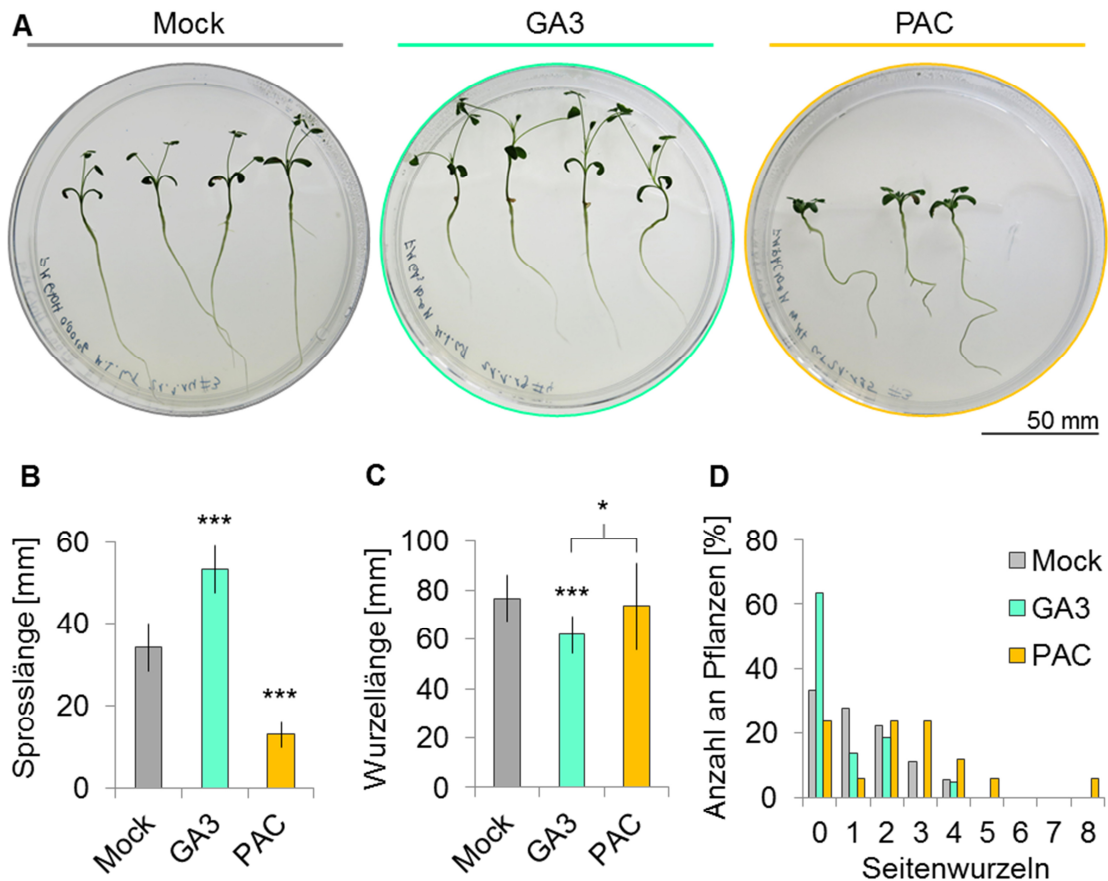 A
Mock
GA3
PAC
50 mm
B
Sprosslänge [mm]
60
40
20
0
***
***
Mock
GA3
PAC
C
Wurzellänge [mm]
100
80
60
40
20
0
***
*
Mock
GA3
PAC
D
Anzahl an Pflanzen [%]
80
60
40
20
0
Mock
GA3
PAC
0 1 2 3 4 5 6 7 8
Seitenwurzeln